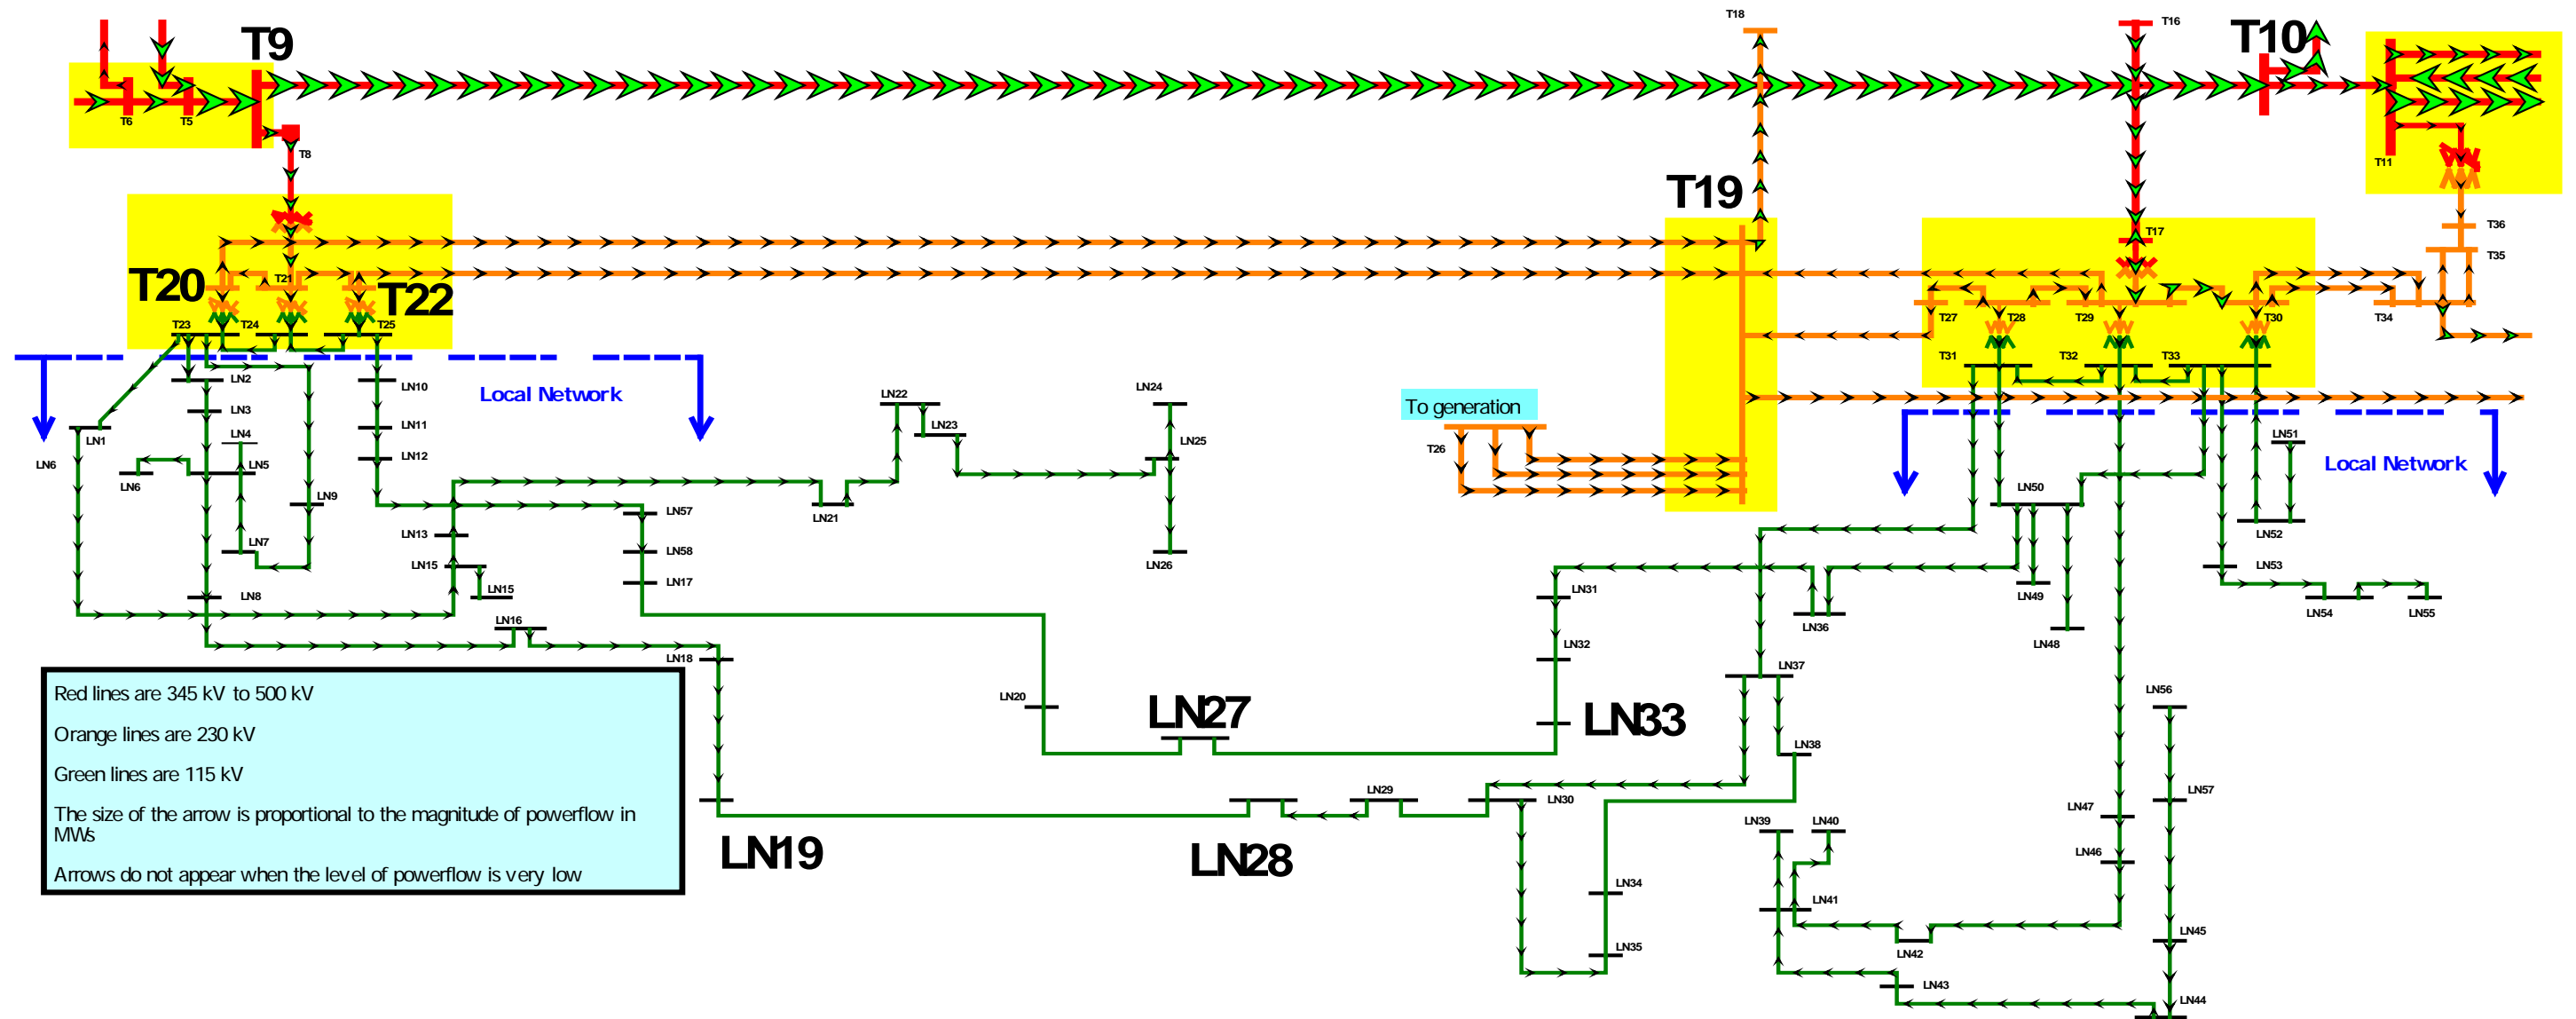 T18
T16
T9
T10
T6
T5
T8
T11
T19
T36
T17
T35
T20
T21
T22
T27
T28
T29
T30
T34
T23
T24
T25
T31
T32
T33
LN2
LN10
Local Network
LN22
LN24
To generation
LN3
LN1
LN4
LN11
LN23
LN25
T26
LN51
LN6
LN5
LN12
Local Network
LN6
LN9
LN21
LN50
LN57
LN13
LN7
LN58
LN52
LN15
LN26
LN53
LN17
LN8
LN15
LN31
LN49
LN54
LN55
LN16
LN36
LN32
LN48
LN18
LN37
Red lines are 345 kV to 500 kV
LN20
LN27
LN33
LN56
Orange lines are 230 kV
LN38
Green lines are 115 kV
LN29
LN30
LN57
The size of the arrow is proportional to the magnitude of powerflow in
MWs
LN39
LN40
LN47
LN19
LN28
LN46
Arrows do not appear when the level of powerflow is very low
LN34
LN41
LN35
LN42
LN45
LN43
LN44